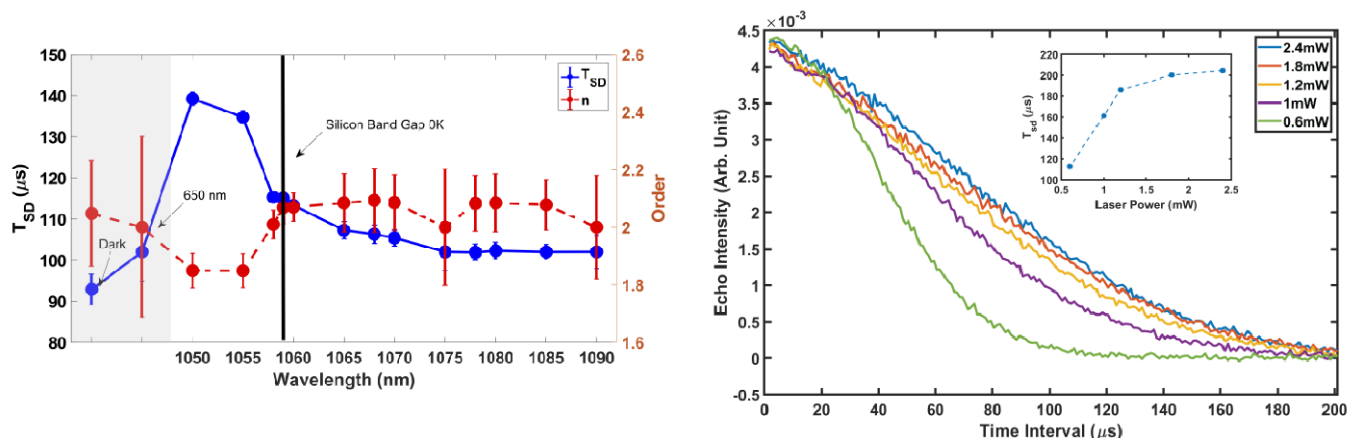 150
140
130
120
110
100
90
80
T_SD (μs)
2.6
2.4
2.2
2
1.8
1.6
Order
T_SD
n
Silicon Band Gap 0K
650 nm
Dark
1050 1055 1060 1065 1070 1075 1080 1085 1090
Wavelength (nm)
×10⁻³
4.5
4
3.5
3
2.5
2
1.5
1
0.5
0
-0.5
Echo Intensity (Arb. Unit)
220
200
180
160
140
120
100
T_sd (μs)
0.5 1 1.5 2 2.5
Laser Power (mW)
2.4mW
1.8mW
1.2mW
1mW
0.6mW
0 20 40 60 80 100 120 140 160 180 200
Time Interval (μs)